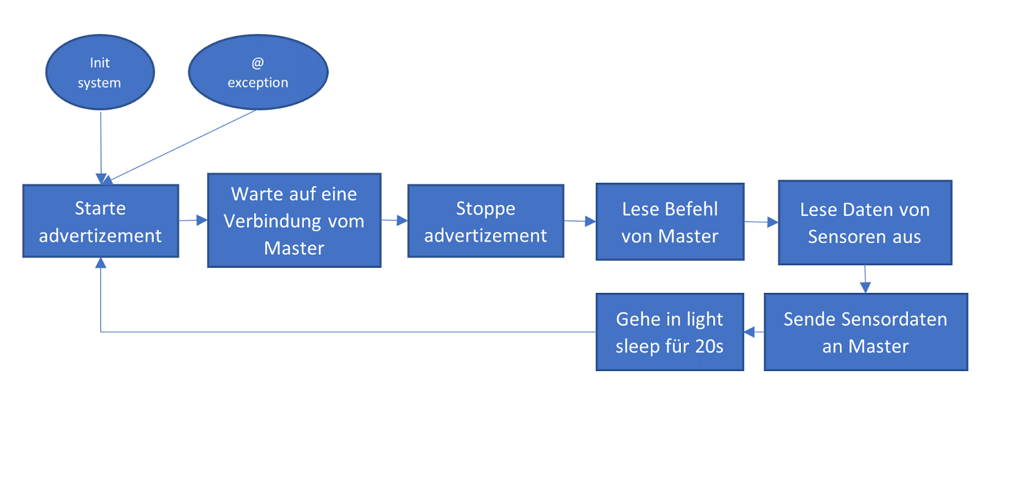 Init
system
@
exception
Starte
advertizement
Warte auf eine
Verbindung vom
Master
Stoppe
advertizement
Lese Befehl
von Master
Lese Daten von
Sensoren aus
Gehe in light
sleep für 20s
Sende Sensordaten
an Master